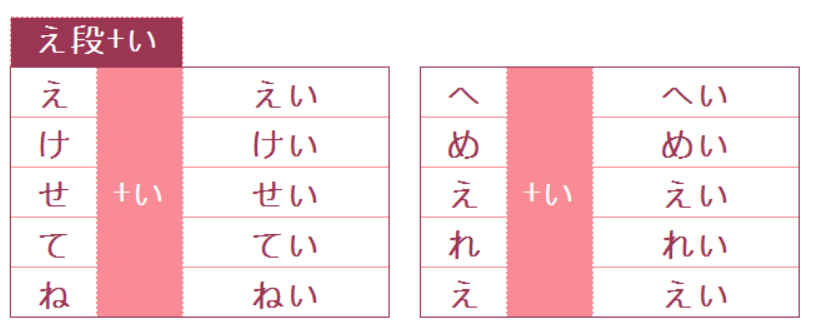 え段+い
え +い えい
け けい
せ せい
て てい
ね ねい
へ +い へい
め めい
え えい
れ れい
え えい